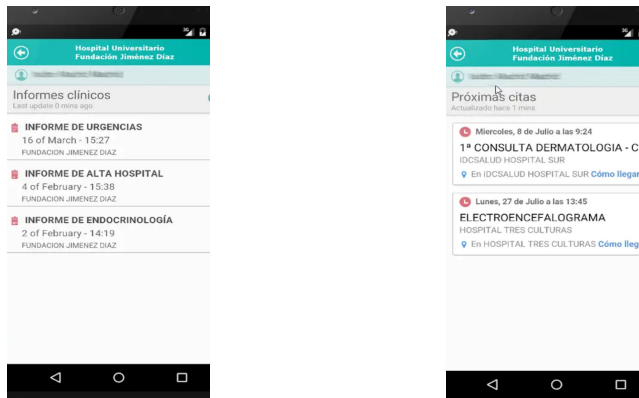 3G
Hospital Universitario
Fundación Jiménez Díaz
Informes clínicos
Last update 0 mins ago
INFORME DE URGENCIAS
16 of March - 15:27
FUNDACION JIMENEZ DIAZ
INFORME DE ALTA HOSPITAL
4 of February - 15:38
FUNDACION JIMENEZ DIAZ
INFORME DE ENDOCRINOLOGÍA
2 of February - 14:19
FUNDACION JIMENEZ DIAZ
3G
Hospital Universitario
Fundación Jiménez Díaz
Próximas citas
Actualizado hace 1 mins
Miercoles, 8 de Julio a las 9:24
1ª CONSULTA DERMATOLOGIA - C
IDCSALUD HOSPITAL SUR
En IDCSALUD HOSPITAL SUR Cómo llegar
Lunes, 27 de Julio a las 13:45
ELECTROENCEFALOGRAMA
HOSPITAL TRES CULTURAS
En HOSPITAL TRES CULTURAS Cómo lleg